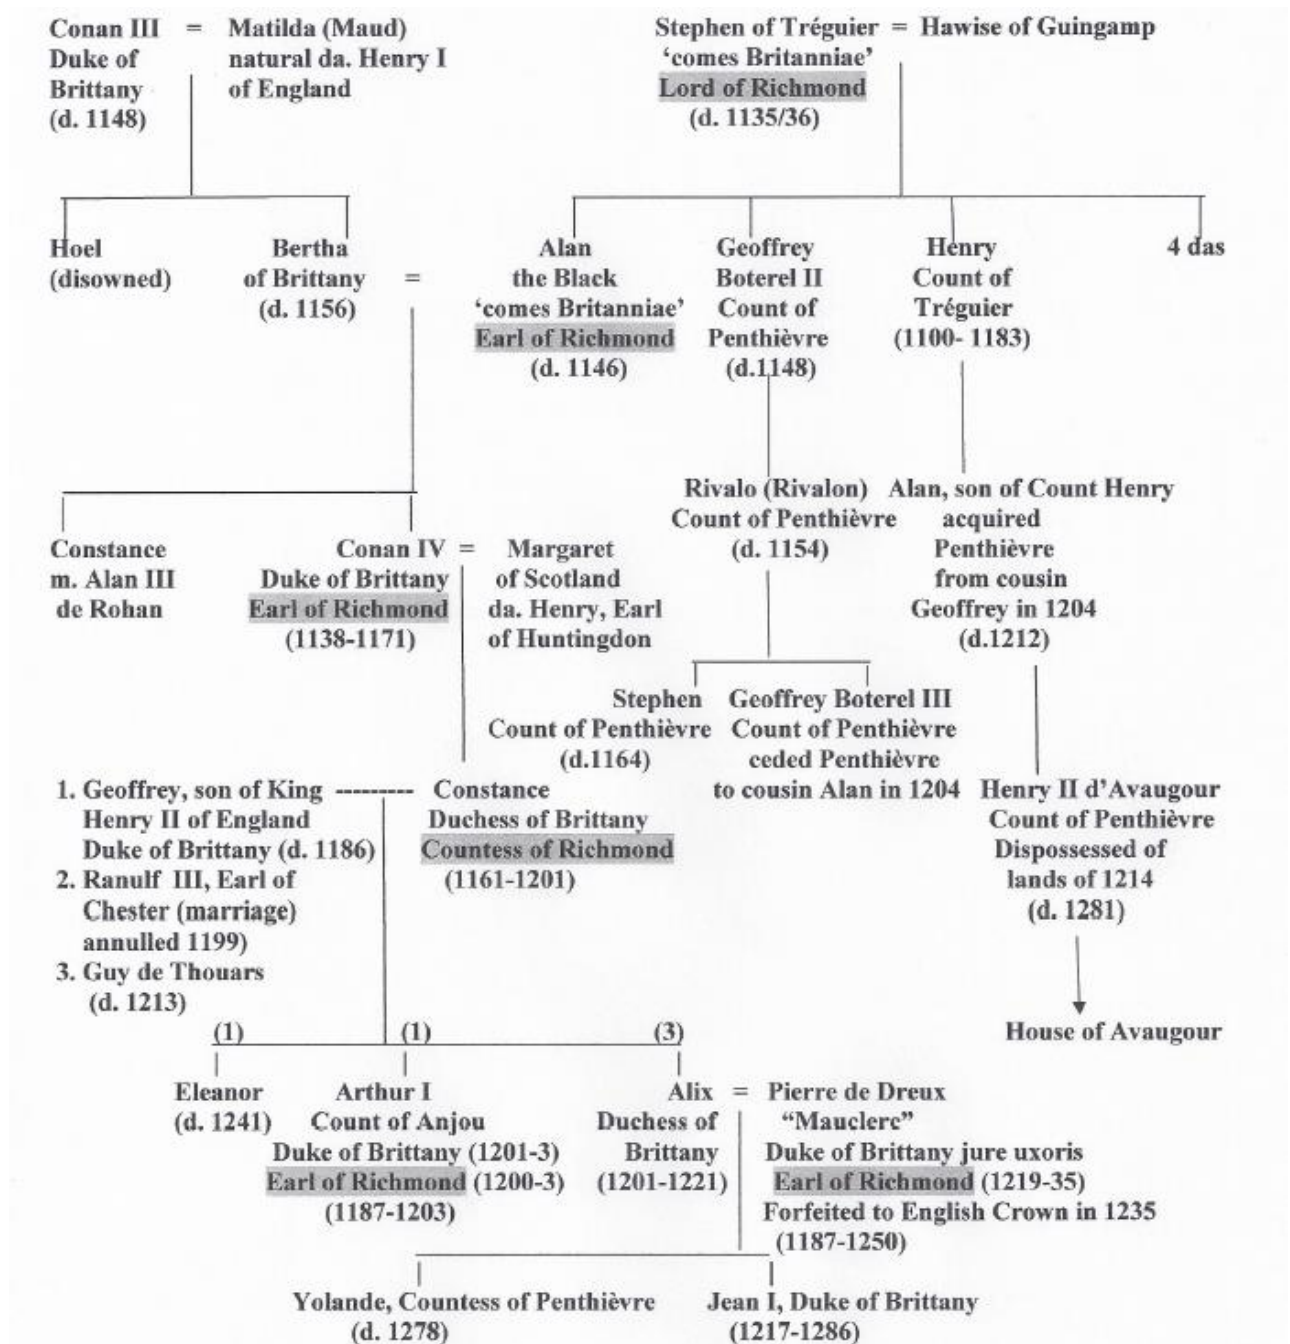 Conan III = Matilda (Maud)
Duke of natural da. Henry I
Brittany of England
(d. 1148)
Stephen of Tréguier = Hawise of Guingamp
‘comes Britanniae’
Lord of Richmond
(d. 1135/36)
Hoel
(disowned)
Bertha
of Brittany =
(d. 1156)
Alan
the Black
‘comes Britanniae’
Earl of Richmond
(d. 1146)
Geoffrey
Boterel II
Count of
Penthièvre
(d.1148)
Henry
Count of
Tréguier
(1100- 1183)
4 das
Rivalo (Rivalon)
Count of Penthièvre
(d. 1154)
Alan, son of Count Henry
acquired
Penthièvre
from cousin
Geoffrey in 1204
(d.1212)
Constance
m. Alan III
de Rohan
Conan IV =
Duke of Brittany
Earl of Richmond
(1138-1171)
Margaret
of Scotland
da. Henry, Earl
of Huntingdon
Stephen
Count of Penthièvre
(d.1164)
Geoffrey Boterel III
Count of Penthièvre
ceded Penthièvre
to cousin Alan in 1204
1. Geoffrey, son of King ---------
Henry II of England
Duke of Brittany (d. 1186)
2. Ranulf III, Earl of
Chester (marriage)
annulled 1199)
3. Guy de Thouars
(d. 1213)
Constance
Duchess of Brittany
Countess of Richmond
(1161-1201)
Henry II d’Avaugour
Count of Penthièvre
Dispossessed of
lands of 1214
(d. 1281)
House of Avaugour
(1) (1) (3)
Eleanor
(d. 1241)
Arthur I
Count of Anjou
Duke of Brittany (1201-3)
Earl of Richmond (1200-3)
(1187-1203)
Alix =
Duchess of
Brittany
(1201-1221)
Pierre de Dreux
“Mauclerc”
Duke of Brittany jure uxoris
Earl of Richmond (1219-35)
Forfeited to English Crown in 1235
(1187-1250)
Yolande, Countess of Penthièvre
(d. 1278)
Jean I, Duke of Brittany
(1217-1286)